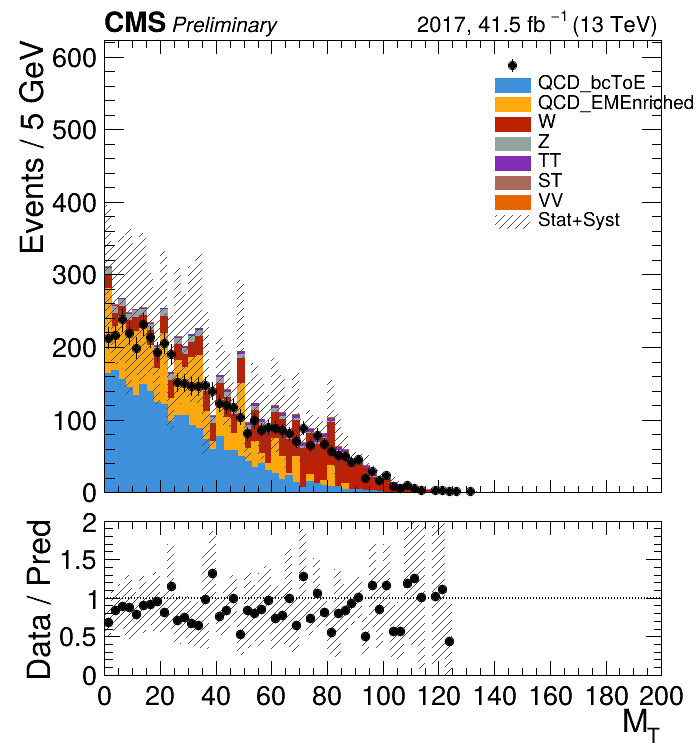 CMS Preliminary 2017, 41.5 fb⁻¹ (13 TeV)
Events / 5 GeV
600
500
400
300
200
100
0
QCD_bcToE
QCD_EMEnriched
W
Z
TT
ST
VV
Stat+Syst
Data / Pred
2
1.5
1
0.5
0
0 20 40 60 80 100 120 140 160 180 200
M_T